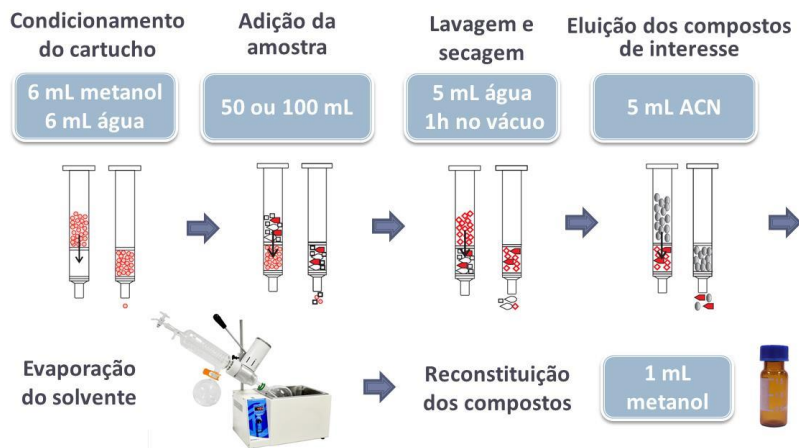 Condicionamento
do cartucho
6 mL metanol
6 mL água
Adição da
amostra
50 ou 100 mL
Lavagem e
secagem
5 mL água
1h no vácuo
Eluição dos compostos
de interesse
5 mL ACN
Evaporação
do solvente
Reconstituição
dos compostos
1 mL
metanol